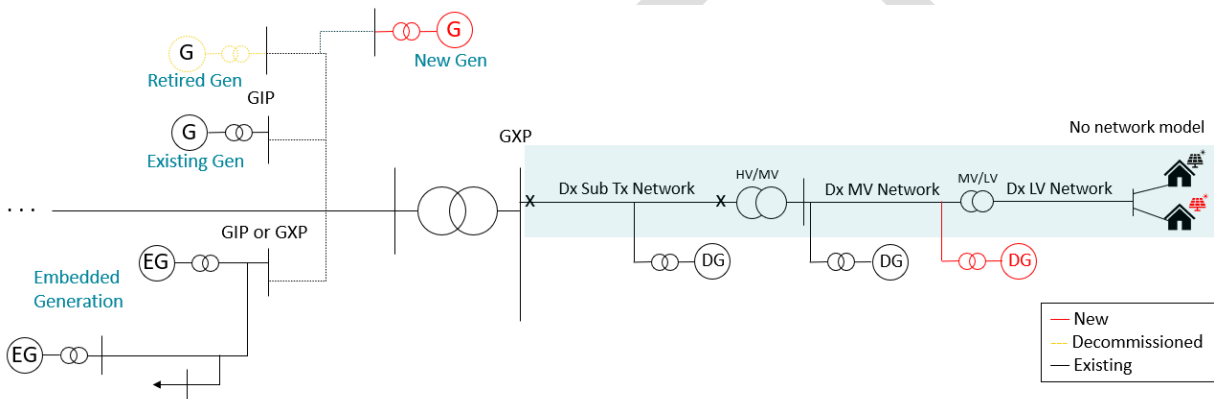 G
New Gen
G
Retired Gen
GIP
G
Existing Gen
GXP
No network model
Dx Sub Tx Network
HV/MV
Dx MV Network
MV/LV
Dx LV Network
x
x
. . .
GIP or GXP
EG
Embedded
Generation
DG
DG
DG
EG
New
Decommissioned
Existing